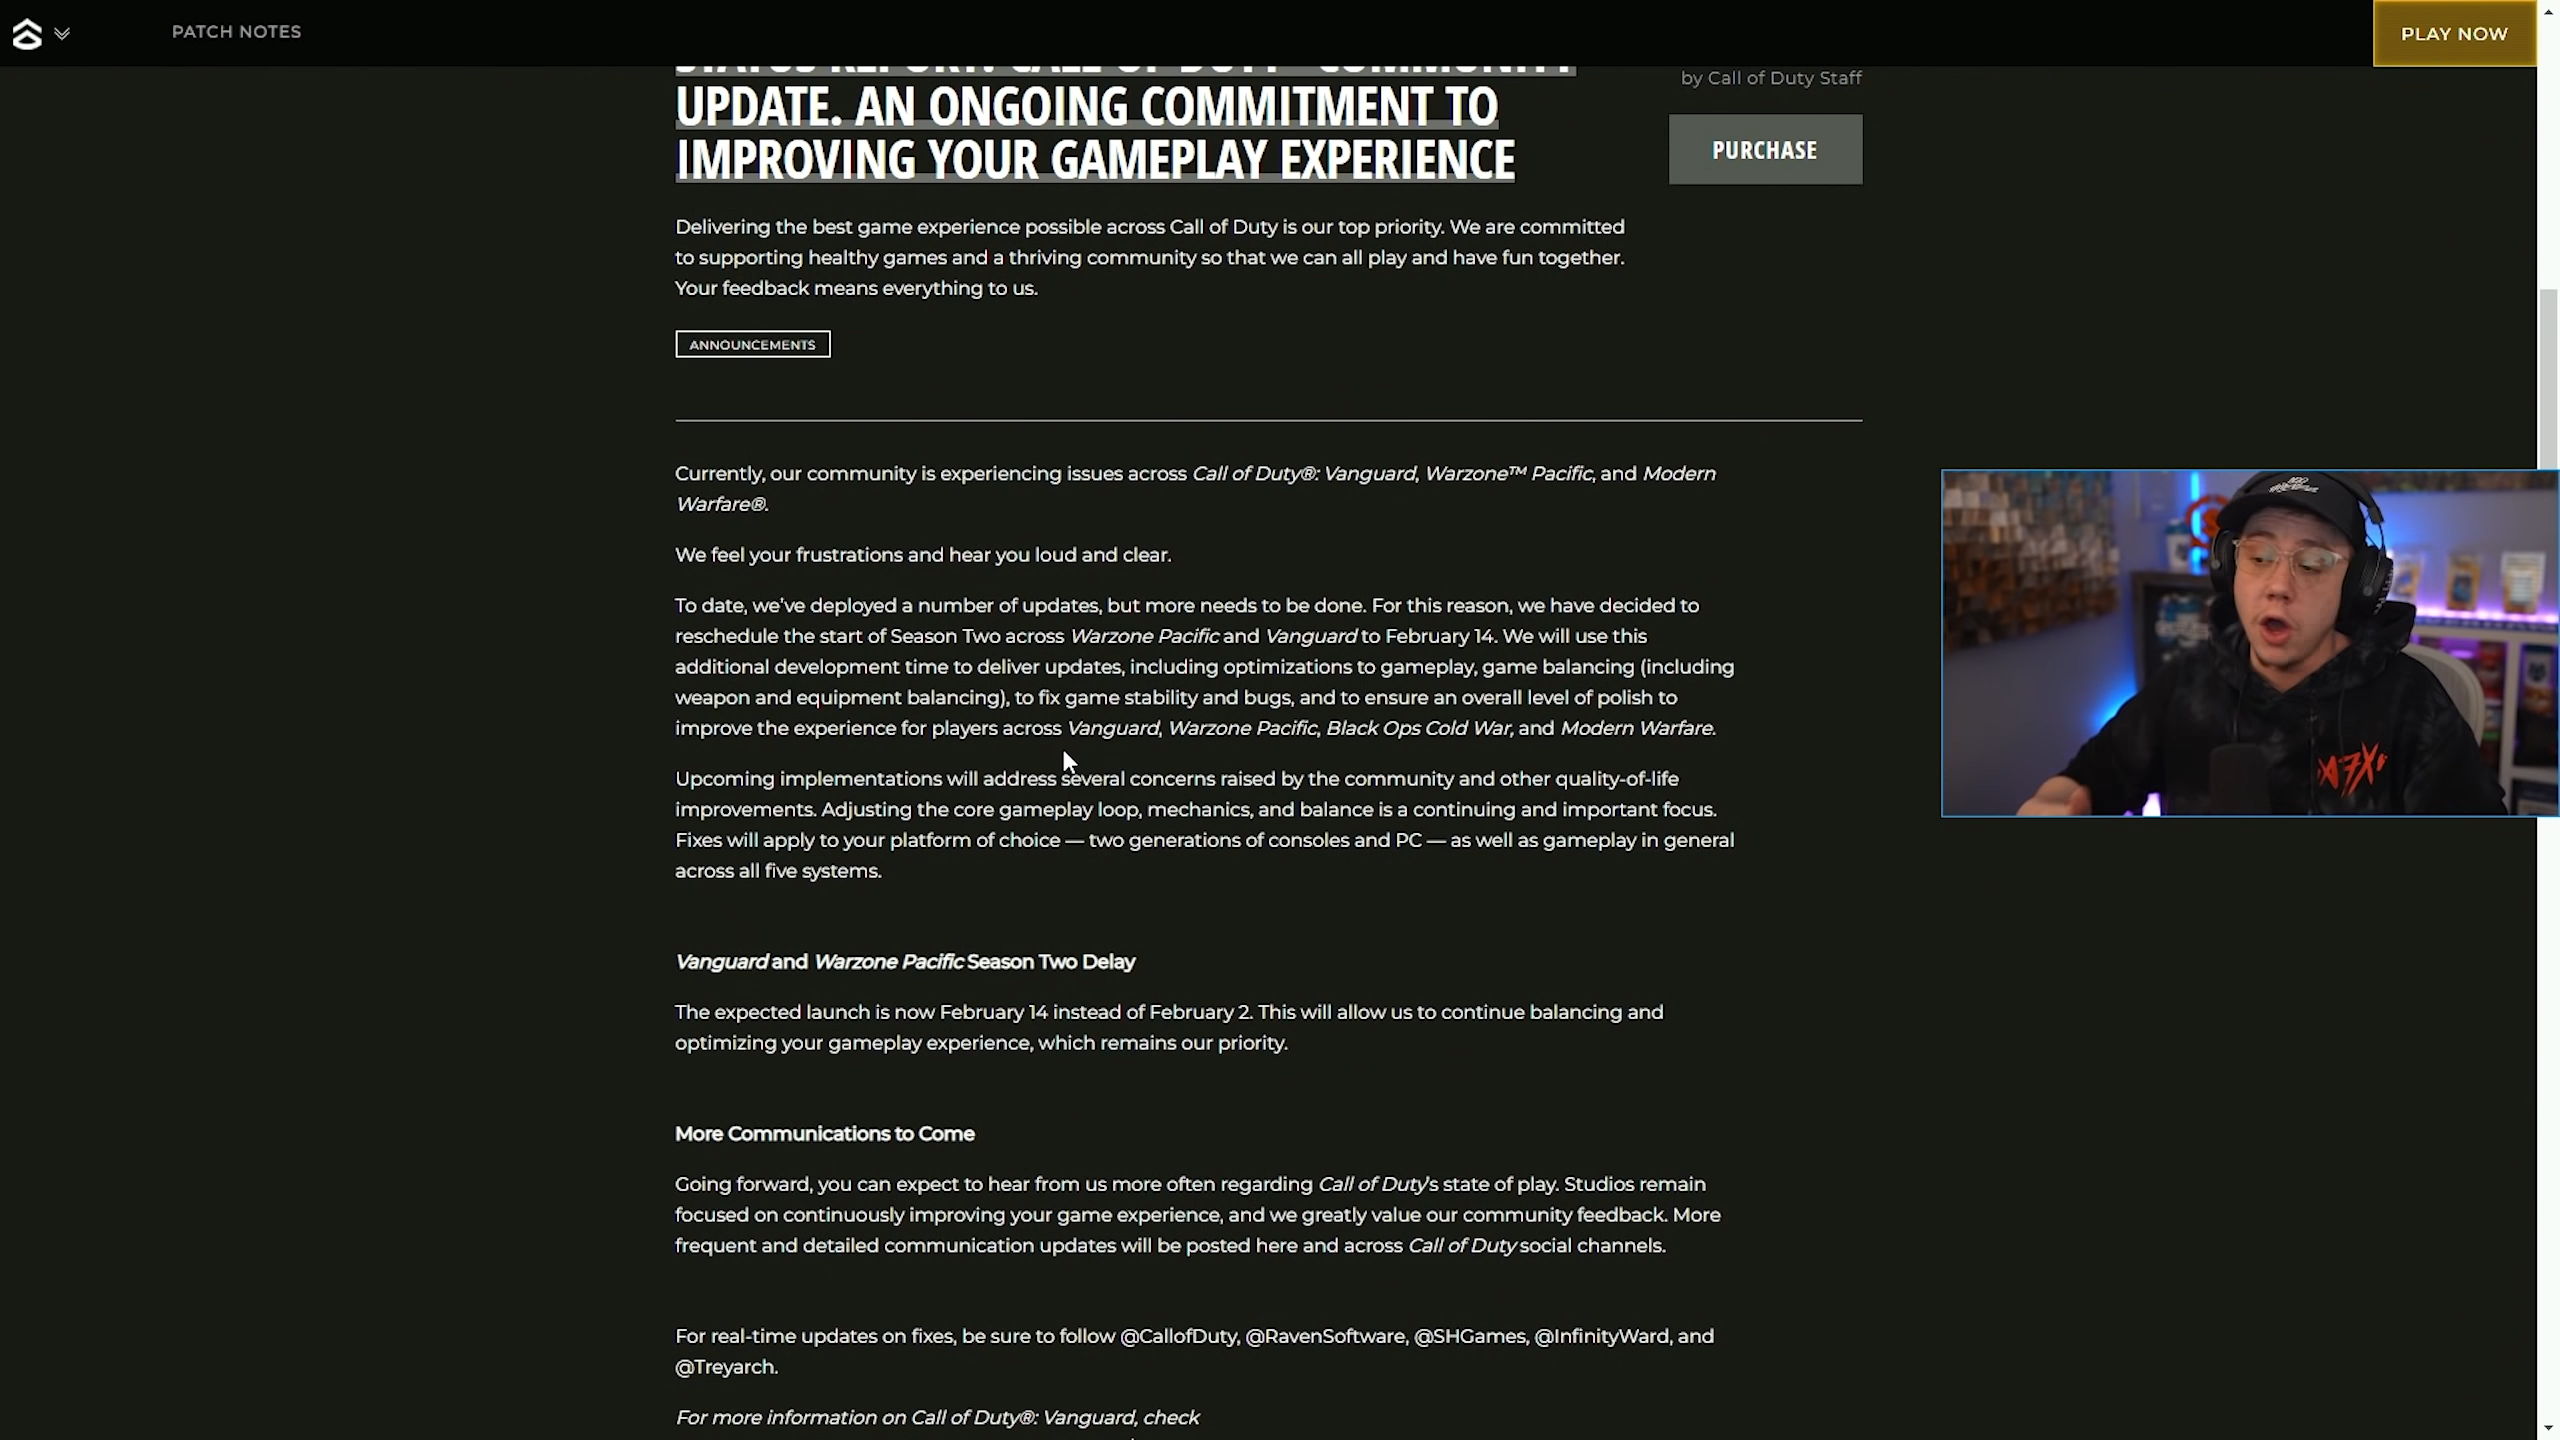 PATCH NOTES
PLAY NOW
STATUS REPORT: CALL OF DUTY® COMMUNITY
UPDATE. AN ONGOING COMMITMENT TO
IMPROVING YOUR GAMEPLAY EXPERIENCE
by Call of Duty Staff
PURCHASE
Delivering the best game experience possible across Call of Duty is our top priority. We are committed
to supporting healthy games and a thriving community so that we can all play and have fun together.
Your feedback means everything to us.
ANNOUNCEMENTS
Currently, our community is experiencing issues across Call of Duty®: Vanguard, Warzone™ Pacific, and Modern
Warfare®.
We feel your frustrations and hear you loud and clear.
To date, we've deployed a number of updates, but more needs to be done. For this reason, we have decided to
reschedule the start of Season Two across Warzone Pacific and Vanguard to February 14. We will use this
additional development time to deliver updates, including optimizations to gameplay, game balancing (including
weapon and equipment balancing), to fix game stability and bugs, and to ensure an overall level of polish to
improve the experience for players across Vanguard, Warzone Pacific, Black Ops Cold War, and Modern Warfare.
Upcoming implementations will address several concerns raised by the community and other quality-of-life
improvements. Adjusting the core gameplay loop, mechanics, and balance is a continuing and important focus.
Fixes will apply to your platform of choice — two generations of consoles and PC — as well as gameplay in general
across all five systems.
Vanguard and Warzone Pacific Season Two Delay
The expected launch is now February 14 instead of February 2. This will allow us to continue balancing and
optimizing your gameplay experience, which remains our priority.
More Communications to Come
Going forward, you can expect to hear from us more often regarding Call of Duty's state of play. Studios remain
focused on continuously improving your game experience, and we greatly value our community feedback. More
frequent and detailed communication updates will be posted here and across Call of Duty social channels.
For real-time updates on fixes, be sure to follow @CallofDuty, @RavenSoftware, @SHGames, @InfinityWard, and
@Treyarch.
For more information on Call of Duty®: Vanguard, check
A7X